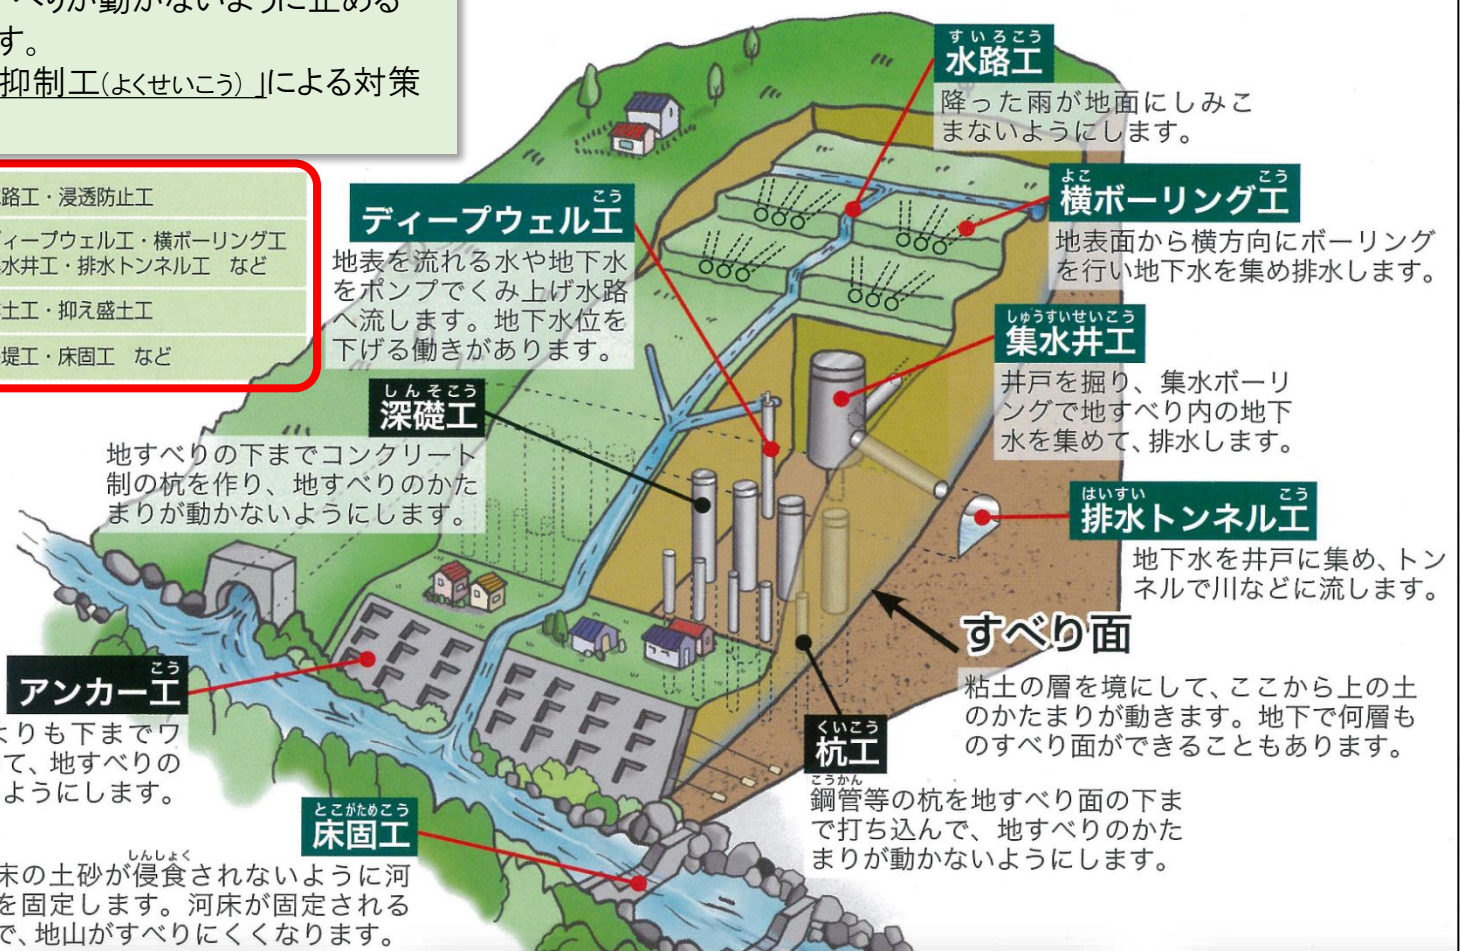 べりが動かないように止める
す。
抑制工(よくせいこう)」による対策
路工・浸透防止工
ィープウェル工・横ボーリング工
水井工・排水トンネル工 など
土工・抑え盛土工
堤工・床固工 など
すいろこう
水路工
降った雨が地面にしみこ
まないようにします。
よこ こう
横ボーリング工
地表面から横方向にボーリング
を行い地下水を集め排水します。
こう
ディープウェル工
地表を流れる水や地下水
をポンプでくみ上げ水路
へ流します。地下水位を
下げる働きがあります。
しゅうすいせいこう
集水井工
井戸を掘り、集水ボーリ
ングで地すべり内の地下
水を集めて、排水します。
しんそこう
深礎工
地すべりの下までコンクリート
制の杭を作り、地すべりのかた
まりが動かないようにします。
はいすい こう
排水トンネル工
地下水を井戸に集め、トン
ネルで川などに流します。
すべり面
粘土の層を境にして、ここから上の土
のかたまりが動きます。地下で何層も
のすべり面ができることもあります。
こう
アンカー工
よりも下までワ
て、地すべりの
ようにします。
くいこう
杭工
こうかん
鋼管等の杭を地すべり面の下ま
で打ち込んで、地すべりのかた
まりが動かないようにします。
とこがためこう
床固工
しんしょく
床の土砂が侵食されないように河
を固定します。河床が固定される
で、地山がすべりにくくなります。